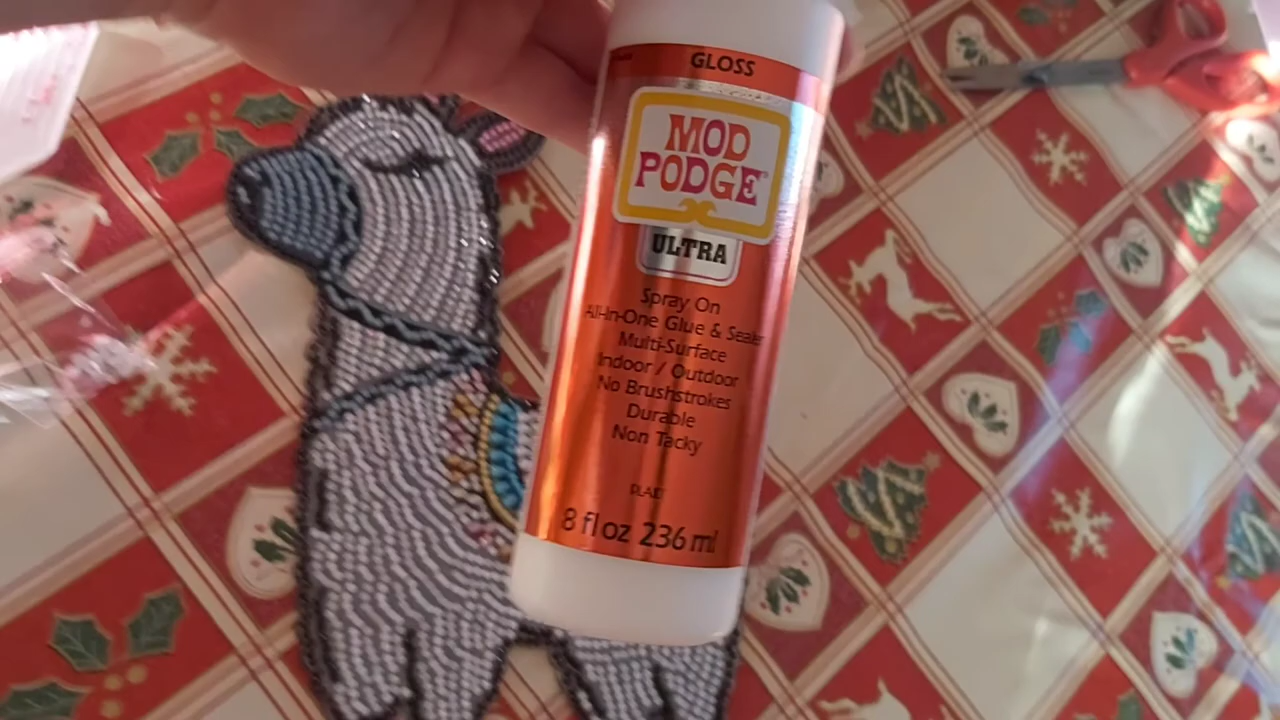 GLOSS
MOD
PODGE®
ULTRA
Spray On
All-In-One Glue & Sealer
Multi-Surface
Indoor / Outdoor
No Brushstrokes
Durable
Non Tacky
PLAID
8 fl oz 236 ml